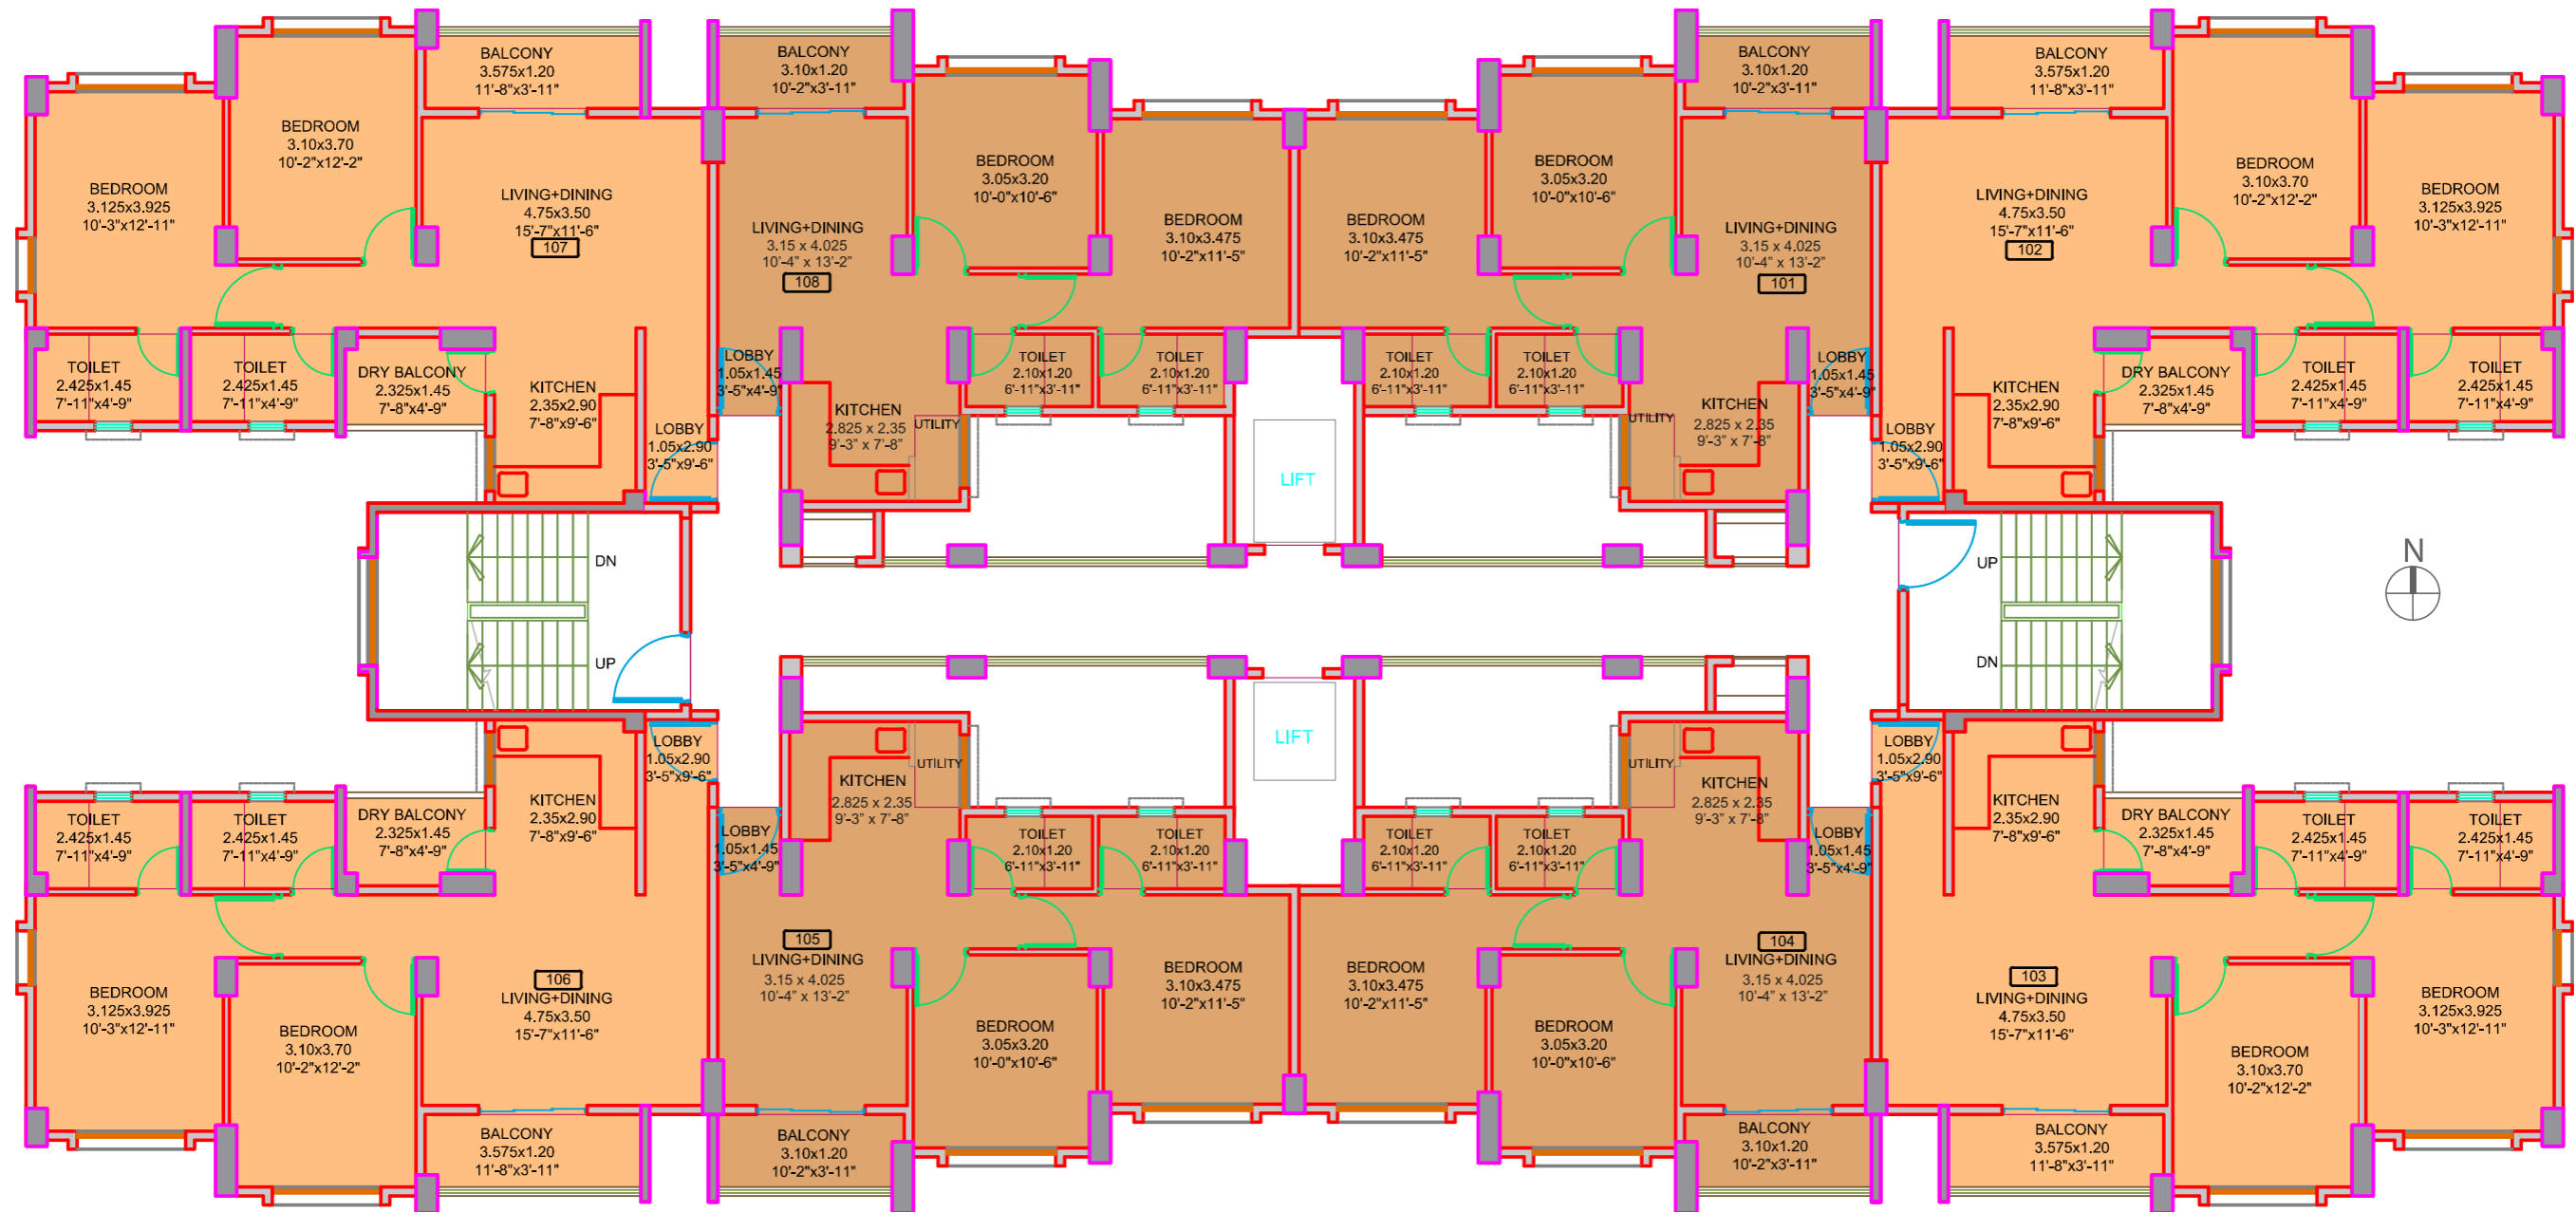 BALCONY
3.575x1.20
11'-8"x3'-11"
BALCONY
3.10x1.20
10'-2"x3'-11"
BALCONY
3.10x1.20
10'-2"x3'-11"
BALCONY
3.575x1.20
11'-8"x3'-11"
BEDROOM
3.125x3.925
10'-3"x12'-11"
BEDROOM
3.10x3.70
10'-2"x12'-2"
LIVING+DINING
4.75x3.50
15'-7"x11'-6"
107
LIVING+DINING
3.15 x 4.025
10'-4" x 13'-2"
108
BEDROOM
3.05x3.20
10'-0"x10'-6"
BEDROOM
3.10x3.475
10'-2"x11'-5"
BEDROOM
3.10x3.475
10'-2"x11'-5"
BEDROOM
3.05x3.20
10'-0"x10'-6"
LIVING+DINING
3.15 x 4.025
10'-4" x 13'-2"
101
LIVING+DINING
4.75x3.50
15'-7"x11'-6"
102
BEDROOM
3.10x3.70
10'-2"x12'-2"
BEDROOM
3.125x3.925
10'-3"x12'-11"
TOILET
2.425x1.45
7'-11"x4'-9"
TOILET
2.425x1.45
7'-11"x4'-9"
DRY BALCONY
2.325x1.45
7'-8"x4'-9"
KITCHEN
2.35x2.90
7'-8"x9'-6"
LOBBY
1.05x2.90
3'-5"x9'-6"
LOBBY
1.05x1.45
3'-5"x4'-9"
KITCHEN
2.825 x 2.35
9'-3" x 7'-8"
UTILITY
TOILET
2.10x1.20
6'-11"x3'-11"
TOILET
2.10x1.20
6'-11"x3'-11"
LIFT
TOILET
2.10x1.20
6'-11"x3'-11"
TOILET
2.10x1.20
6'-11"x3'-11"
UTILITY
KITCHEN
2.825 x 2.35
9'-3" x 7'-8"
LOBBY
1.05x1.45
3'-5"x4'-9"
LOBBY
1.05x2.90
3'-5"x9'-6"
KITCHEN
2.35x2.90
7'-8"x9'-6"
DRY BALCONY
2.325x1.45
7'-8"x4'-9"
TOILET
2.425x1.45
7'-11"x4'-9"
TOILET
2.425x1.45
7'-11"x4'-9"
DN
UP
UP
DN
N
TOILET
2.425x1.45
7'-11"x4'-9"
TOILET
2.425x1.45
7'-11"x4'-9"
DRY BALCONY
2.325x1.45
7'-8"x4'-9"
KITCHEN
2.35x2.90
7'-8"x9'-6"
LOBBY
1.05x2.90
3'-5"x9'-6"
LOBBY
1.05x1.45
3'-5"x4'-9"
KITCHEN
2.825 x 2.35
9'-3" x 7'-8"
UTILITY
TOILET
2.10x1.20
6'-11"x3'-11"
TOILET
2.10x1.20
6'-11"x3'-11"
LIFT
TOILET
2.10x1.20
6'-11"x3'-11"
TOILET
2.10x1.20
6'-11"x3'-11"
UTILITY
KITCHEN
2.825 x 2.35
9'-3" x 7'-8"
LOBBY
1.05x1.45
3'-5"x4'-9"
LOBBY
1.05x2.90
3'-5"x9'-6"
KITCHEN
2.35x2.90
7'-8"x9'-6"
DRY BALCONY
2.325x1.45
7'-8"x4'-9"
TOILET
2.425x1.45
7'-11"x4'-9"
TOILET
2.425x1.45
7'-11"x4'-9"
BEDROOM
3.125x3.925
10'-3"x12'-11"
BEDROOM
3.10x3.70
10'-2"x12'-2"
106
LIVING+DINING
4.75x3.50
15'-7"x11'-6"
105
LIVING+DINING
3.15 x 4.025
10'-4" x 13'-2"
BEDROOM
3.05x3.20
10'-0"x10'-6"
BEDROOM
3.10x3.475
10'-2"x11'-5"
BEDROOM
3.10x3.475
10'-2"x11'-5"
BEDROOM
3.05x3.20
10'-0"x10'-6"
104
LIVING+DINING
3.15 x 4.025
10'-4" x 13'-2"
103
LIVING+DINING
4.75x3.50
15'-7"x11'-6"
BEDROOM
3.10x3.70
10'-2"x12'-2"
BEDROOM
3.125x3.925
10'-3"x12'-11"
BALCONY
3.575x1.20
11'-8"x3'-11"
BALCONY
3.10x1.20
10'-2"x3'-11"
BALCONY
3.10x1.20
10'-2"x3'-11"
BALCONY
3.575x1.20
11'-8"x3'-11"